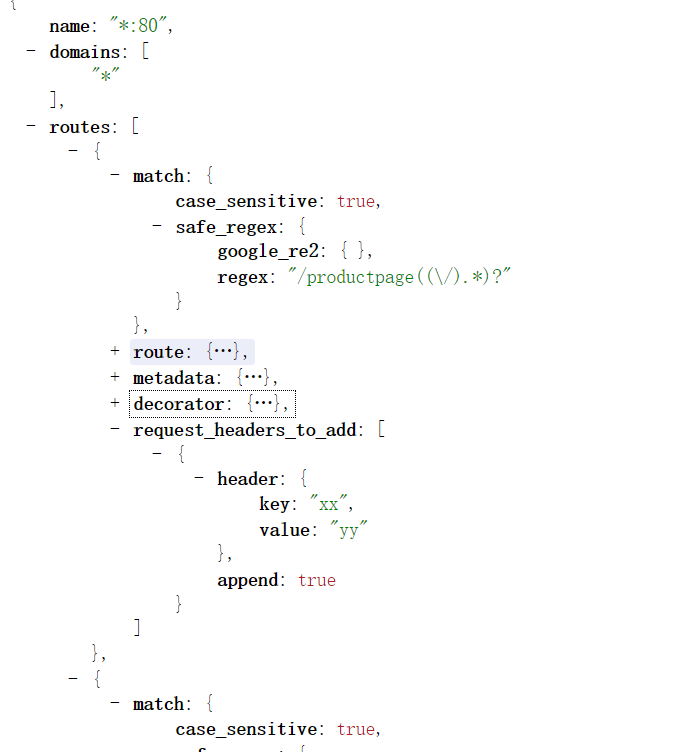 {
name: "*:80",
- domains: [
"*"
],
- routes: [
- {
- match: {
case_sensitive: true,
- safe_regex: {
google_re2: { },
regex: "/productpage((\/).*)?"
}
},
+ route: {…},
+ metadata: {…},
+ decorator: {…},
- request_headers_to_add: [
- {
- header: {
key: "xx",
value: "yy"
},
append: true
}
]
},
- {
- match: {
case_sensitive: true,